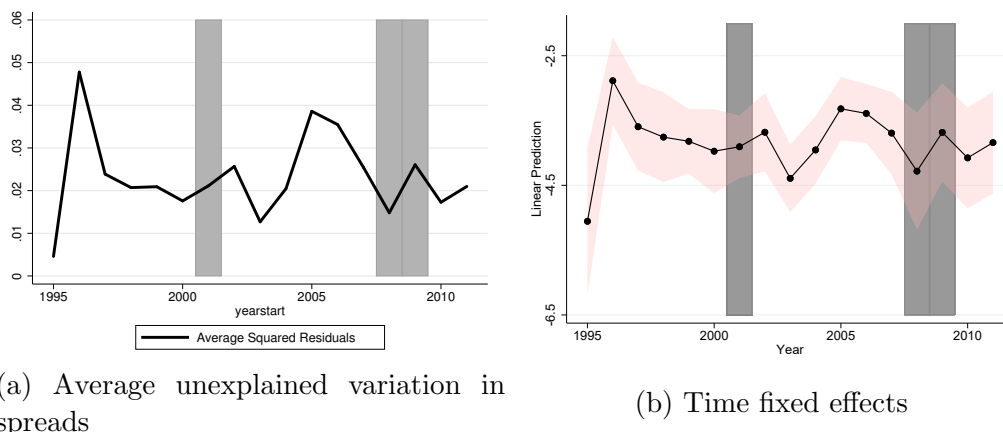 .06
.05
.04
.03
.02
.01
0
1995 2000 2005 2010
yearstart
Average Squared Residuals
(a) Average unexplained variation in
spreads
-2.5
-4.5
-6.5
Linear Prediction
1995 2000 2005 2010
Year
(b) Time fixed effects